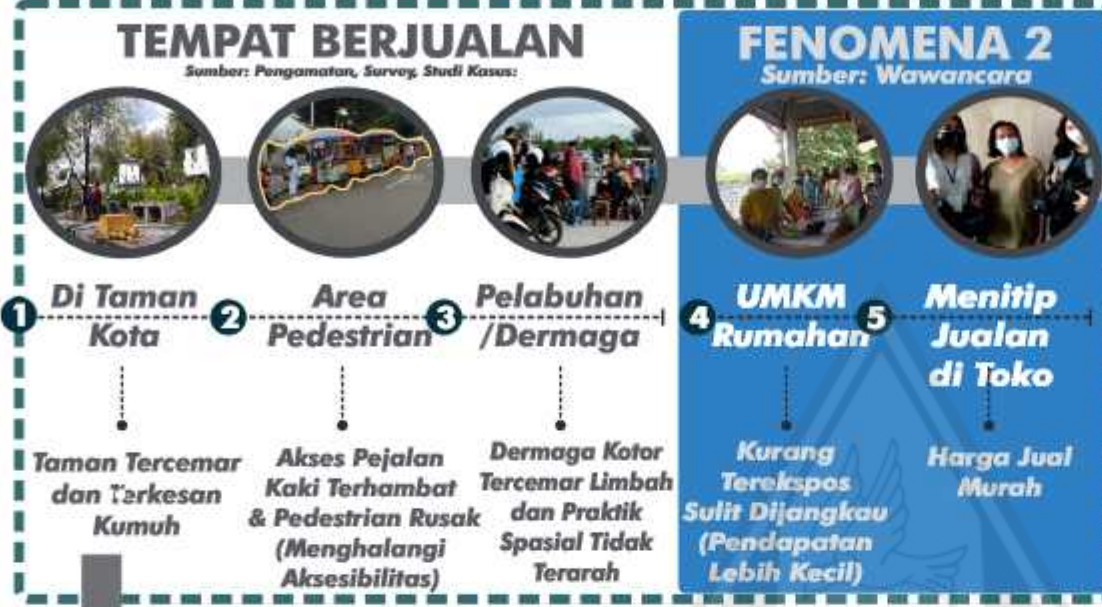 TEMPAT BERJUALAN
Sumber: Pengamatan, Survey, Studi Kasus:
FENOMENA 2
Sumber: Wawancara
1
Di Taman
Kota
2
Area
Pedestrian
3
Pelabuhan
/Dermaga
4
UMKM
Rumahan
5
Menitip
Jualan
di Toko
Taman Tercemar
dan Terkesan
Kumuh
Akses Pejalan
Kaki Terhambat
& Pedestrian Rusak
(Menghalangi
Aksesibilitas)
Dermaga Kotor
Tercemar Limbah
dan Praktik
Spasial Tidak
Terarah
Kurang
Terekspos
Sulit Dijangkau
(Pendapatan
Lebih Kecil)
Harga Jual
Murah